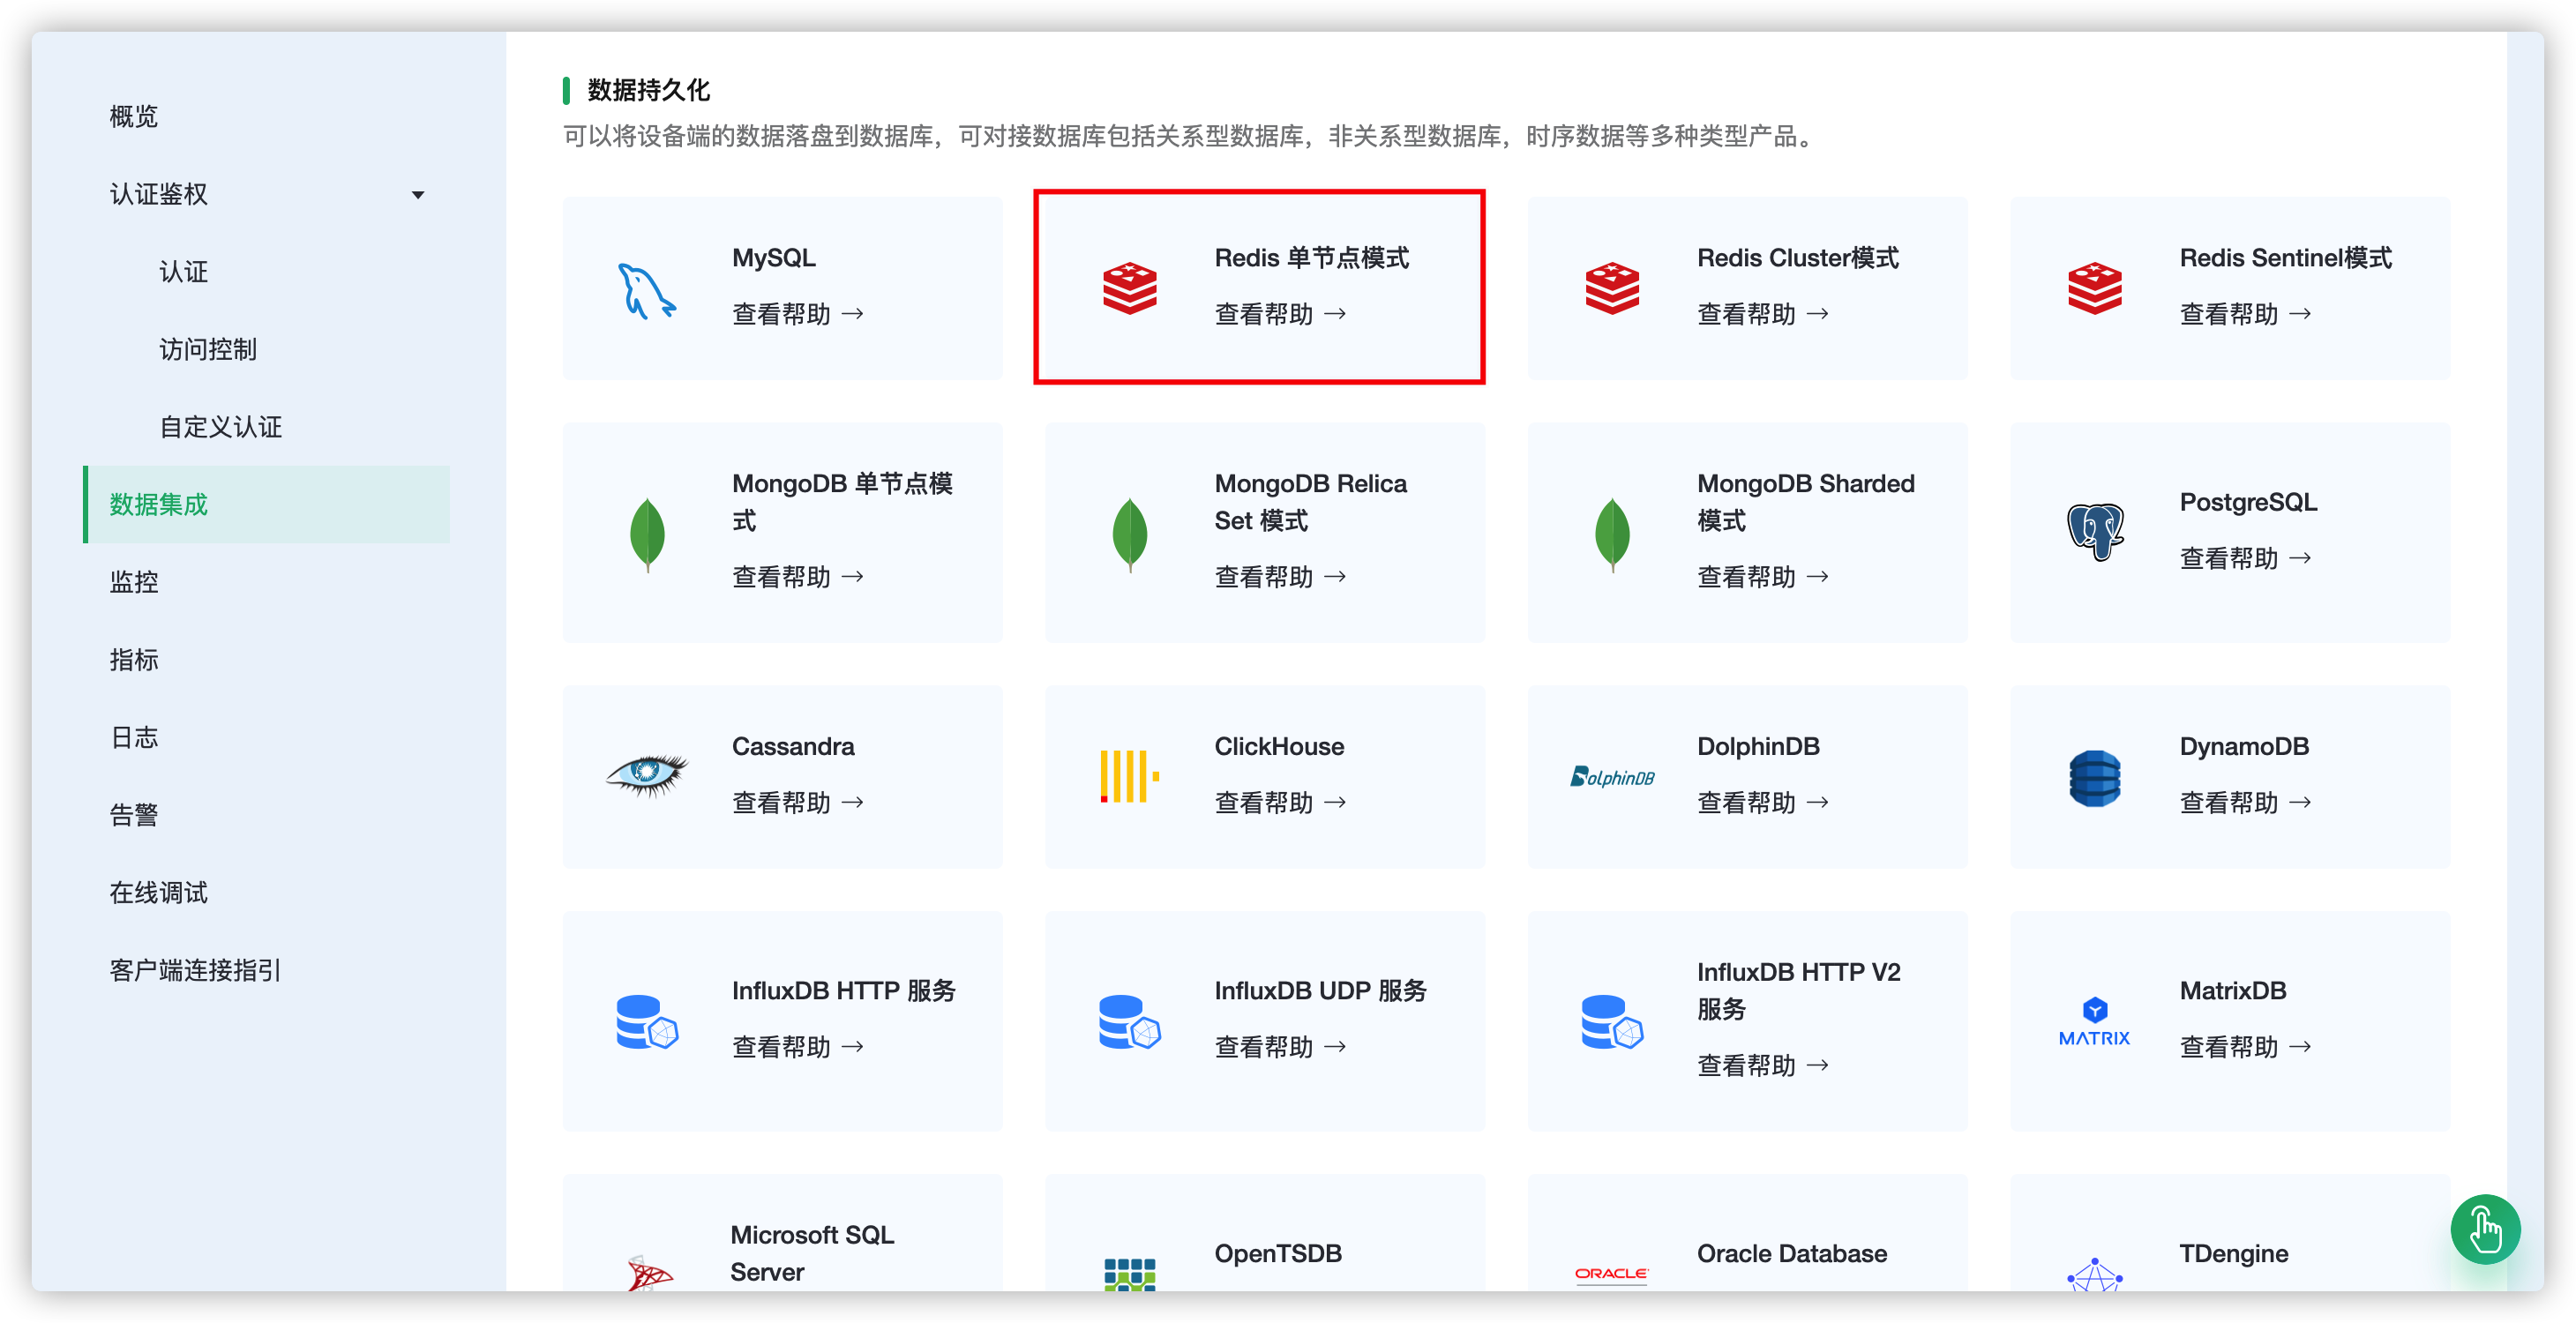 概览
认证鉴权
认证
访问控制
自定义认证
数据集成
监控
指标
日志
告警
在线调试
客户端连接指引
数据持久化
可以将设备端的数据落盘到数据库，可对接数据库包括关系型数据库，非关系型数据库，时序数据等多种类型产品。
MySQL
查看帮助 →
Redis 单节点模式
查看帮助 →
Redis Cluster模式
查看帮助 →
Redis Sentinel模式
查看帮助 →
MongoDB 单节点模
式
查看帮助 →
MongoDB Relica
Set 模式
查看帮助 →
MongoDB Sharded
模式
查看帮助 →
PostgreSQL
查看帮助 →
Cassandra
查看帮助 →
ClickHouse
查看帮助 →
DolphinDB
DolphinDB
查看帮助 →
DynamoDB
查看帮助 →
InfluxDB HTTP 服务
查看帮助 →
InfluxDB UDP 服务
查看帮助 →
InfluxDB HTTP V2
服务
查看帮助 →
MATRIX
MatrixDB
查看帮助 →
Microsoft SQL
Server
OpenTSDB
ORACLE
Oracle Database
TDengine